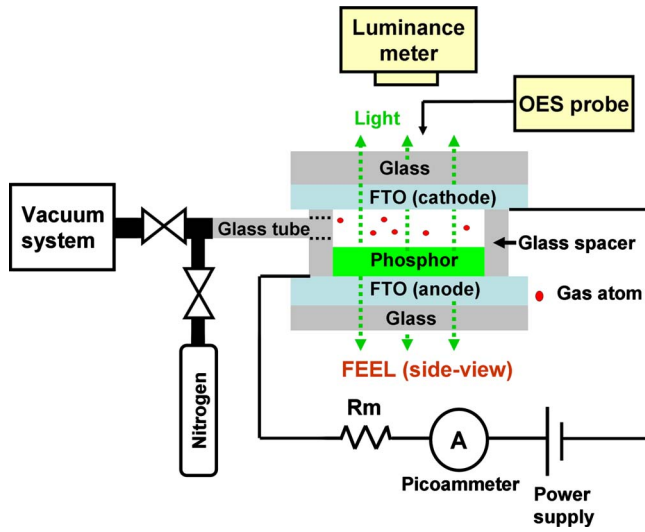 Luminance
meter
OES probe
Light
Glass
FTO (cathode)
Vacuum
system
Glass tube
Glass spacer
Phosphor
FTO (anode)
Gas atom
Glass
FEEL (side-view)
Nitrogen
Rm
A
Picoammeter
Power
supply